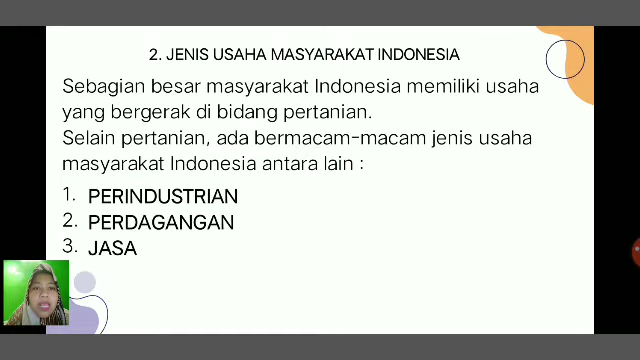 2. JENIS USAHA MASYARAKAT INDONESIA
Sebagian besar masyarakat Indonesia memiliki usaha
yang bergerak di bidang pertanian.
Selain pertanian, ada bermacam-macam jenis usaha
masyarakat Indonesia antara lain :
1. PERINDUSTRIAN
2. PERDAGANGAN
3. JASA